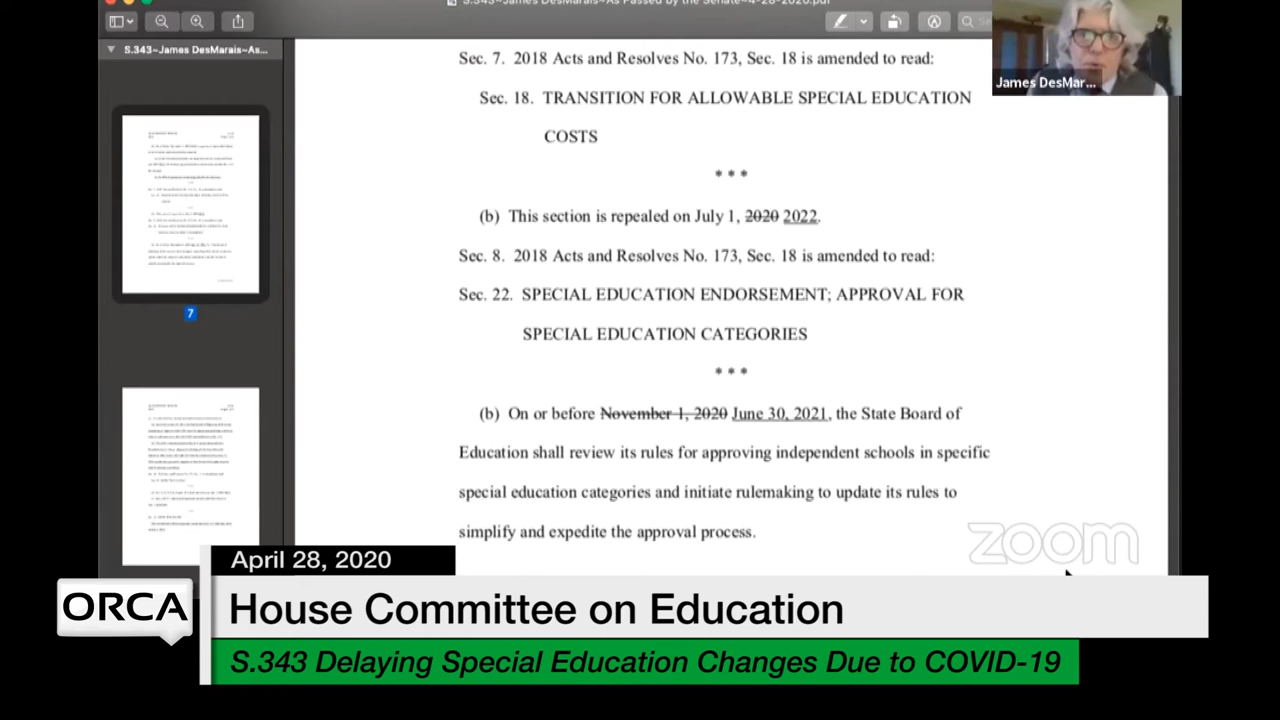 S.343~James DesMarais~As Passed by the Senate~4-28-2020.pdf
S.343~James DesMarais~As...
Sec. 7. 2018 Acts and Resolves No. 173, Sec. 18 is amended to read:
Sec. 18. TRANSITION FOR ALLOWABLE SPECIAL EDUCATION
COSTS
* * *
(b) This section is repealed on July 1, 2020 2022.
Sec. 8. 2018 Acts and Resolves No. 173, Sec. 18 is amended to read:
Sec. 22. SPECIAL EDUCATION ENDORSEMENT; APPROVAL FOR
SPECIAL EDUCATION CATEGORIES
* * *
(b) On or before November 1, 2020 June 30, 2021, the State Board of
Education shall review its rules for approving independent schools in specific
special education categories and initiate rulemaking to update its rules to
simplify and expedite the approval process.
James DesMar...
7
zoom
April 28, 2020
ORCA
House Committee on Education
S.343 Delaying Special Education Changes Due to COVID-19